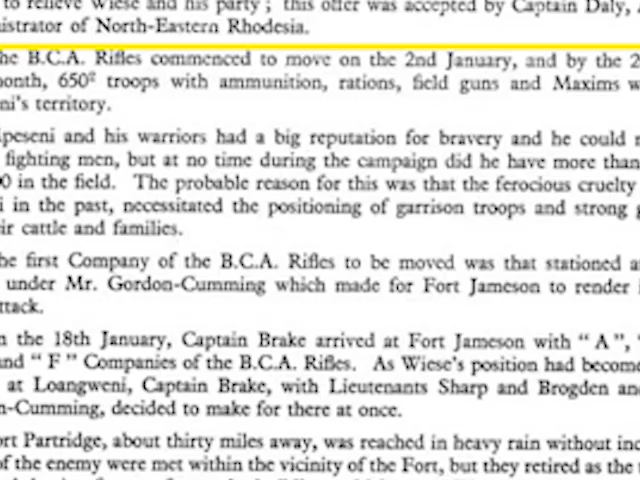 to relieve Wiese and his party ; this offer was accepted by Captain Daly,
istrator of North-Eastern Rhodesia.
he B.C.A. Rifles commenced to move on the 2nd January, and by the 2
month, 650² troops with ammunition, rations, field guns and Maxims w
ni's territory.
ipeseni and his warriors had a big reputation for bravery and he could
fighting men, but at no time during the campaign did he have more than
0 in the field. The probable reason for this was that the ferocious cruelty
i in the past, necessitated the positioning of garrison troops and strong g
ir cattle and families.
he first Company of the B.C.A. Rifles to be moved was that stationed a
under Mr. Gordon-Cumming which made for Fort Jameson to render
ttack.
n the 18th January, Captain Brake arrived at Fort Jameson with “ A ”, “
und “ F ” Companies of the B.C.A. Rifles. As Wiese's position had become
at Loangweni, Captain Brake, with Lieutenants Sharp and Brogden an
n-Cumming, decided to make for there at once.
ort Partridge, about thirty miles away, was reached in heavy rain without inc
of the enemy were met within the vicinity of the Fort, but they retired as the